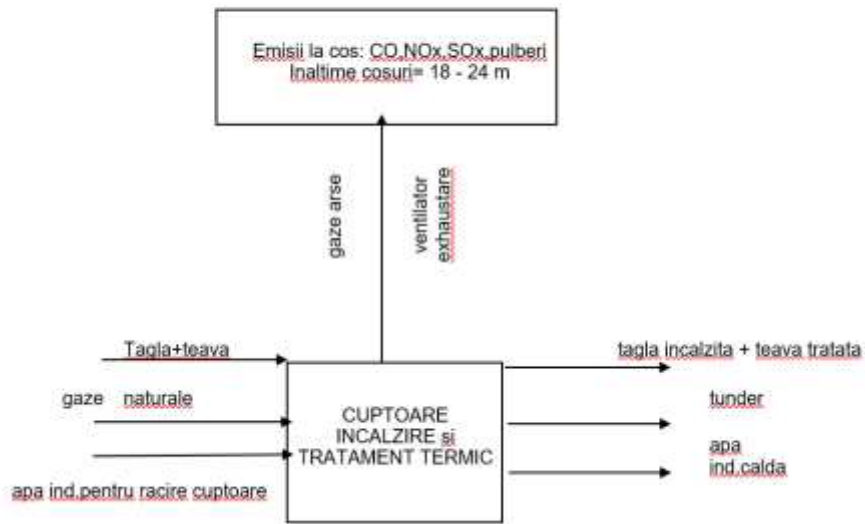 Emisii la cos: CO,NOx,SOx,pulberi
Inaltime cosuri= 18 - 24 m
gaze arse
ventilator
exhaustare
Tagla+teava
gaze naturale
apa ind.pentru racire cuptoare
CUPTOARE
INCALZIRE si
TRATAMENT TERMIC
tagla incalzita + teava tratata
tunder
apa
ind.calda